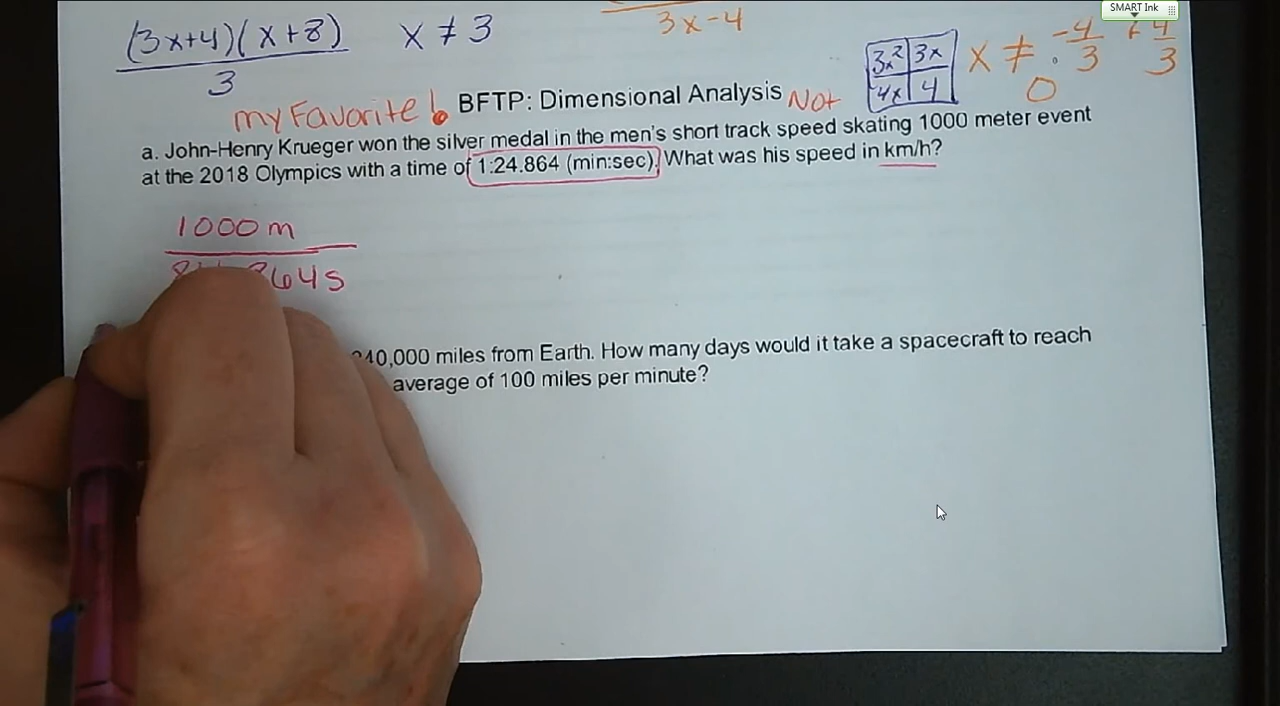 (3x+4)(x+8)
3
x ≠ 3
3x-4
SMART Ink
3x² 3x
4x 4
x ≠ -4/3 +4/3
0
my Favorite! BFTP: Dimensional Analysis Not
a. John-Henry Krueger won the silver medal in the men's short track speed skating 1000 meter event
at the 2018 Olympics with a time of 1:24.864 (min:sec). What was his speed in km/h?
1000 m
64 s
40,000 miles from Earth. How many days would it take a spacecraft to reach
average of 100 miles per minute?